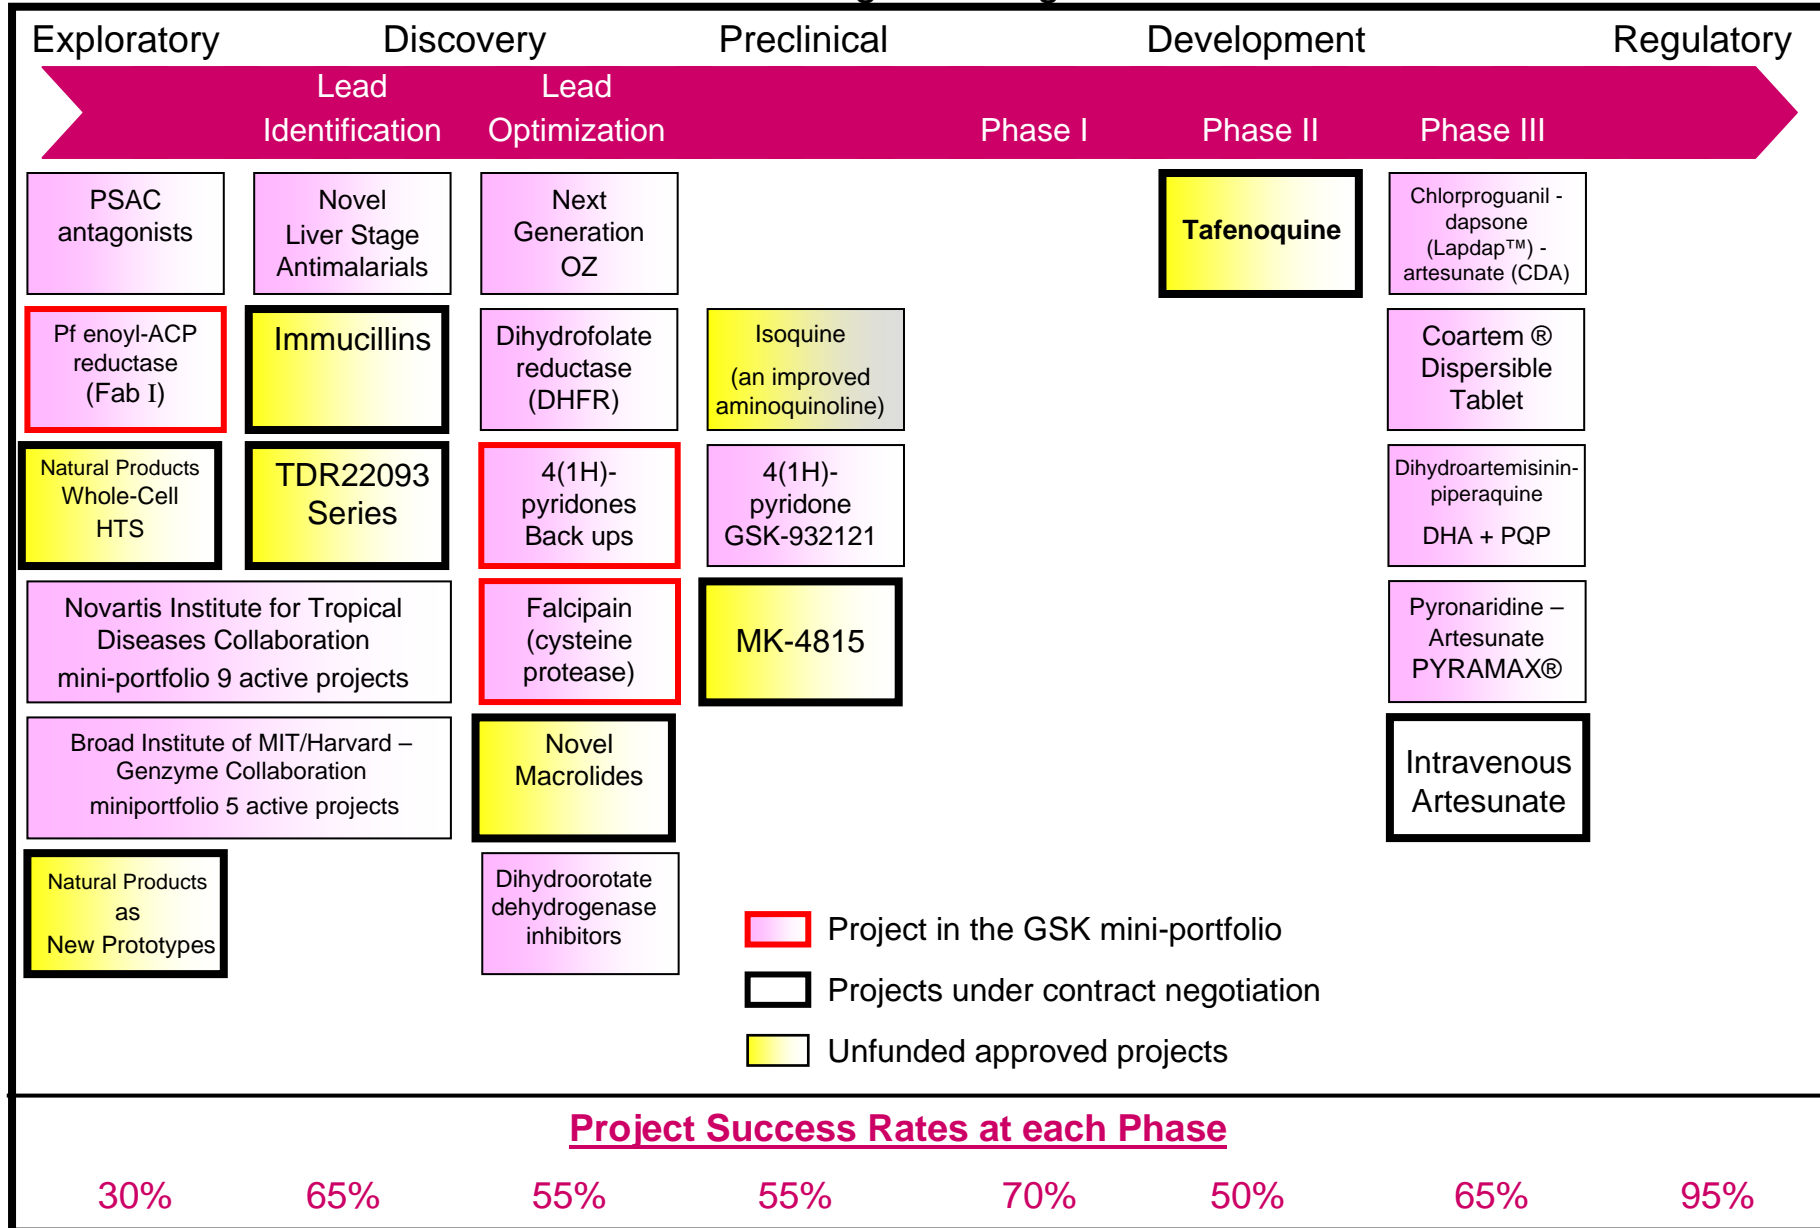 Exploratory
Discovery
Preclinical
Development
Regulatory
Lead
Identification
Lead
Optimization
Phase I
Phase II
Phase III
PSAC
antagonists
Novel
Liver Stage
Antimalarials
Next
Generation
OZ
Tafenoquine
Chlorproguanil -
dapsone
(Lapdap™) -
artesunate (CDA)
Pf enoyl-ACP
reductase
(Fab I)
Immucillins
Dihydrofolate
reductase
(DHFR)
Isoquine
(an improved
aminoquinoline)
Coartem ®
Dispersible
Tablet
Natural Products
Whole-Cell
HTS
TDR22093
Series
4(1H)-
pyridones
Back ups
4(1H)-
pyridone
GSK-932121
Dihydroartemisinin-
piperaquine
DHA + PQP
Novartis Institute for Tropical
Diseases Collaboration
mini-portfolio 9 active projects
Falcipain
(cysteine
protease)
MK-4815
Pyronaridine –
Artesunate
PYRAMAX®
Broad Institute of MIT/Harvard –
Genzyme Collaboration
miniportfolio 5 active projects
Novel
Macrolides
Intravenous
Artesunate
Natural Products
as
New Prototypes
Dihydroorotate
dehydrogenase
inhibitors
Project in the GSK mini-portfolio
Projects under contract negotiation
Unfunded approved projects
Project Success Rates at each Phase
30% 65% 55% 55% 70% 50% 65% 95%